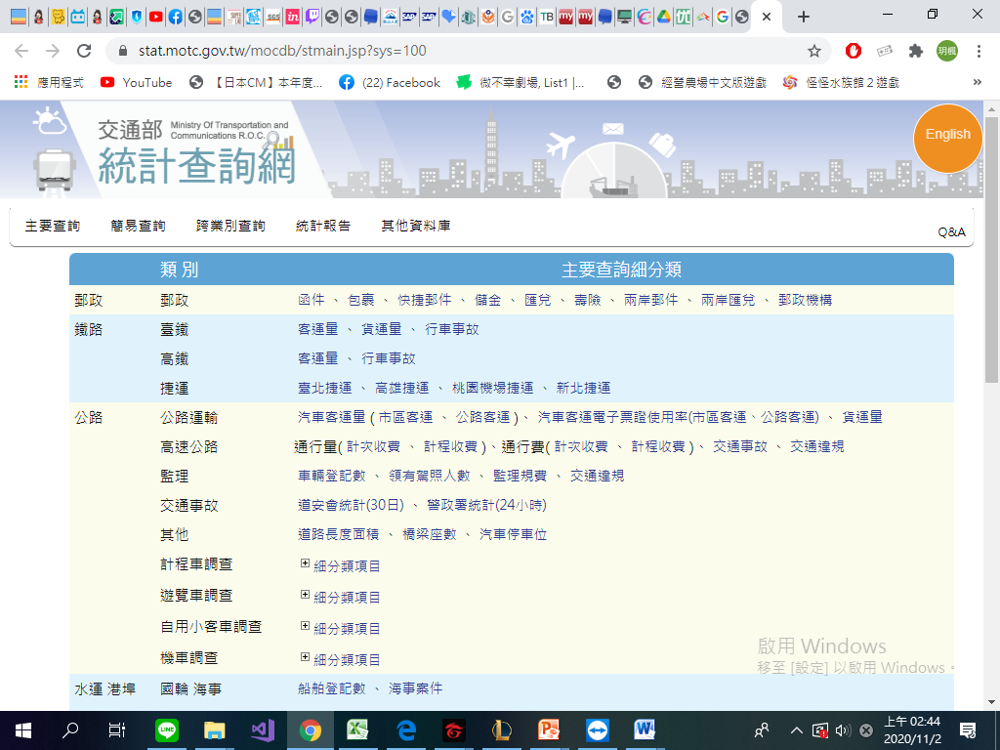 stat.motc.gov.tw/mocdb/stmain.jsp?sys=100
玥楓
應用程式 YouTube 【日本CM】本年度... (22) Facebook 微不幸劇場, List1 |... 經營農場中文版遊戲 怪怪水族館２遊戲 »
交通部 Ministry Of Transportation and
Communications R.O.C.
統計查詢網
English
主要查詢 簡易查詢 跨業別查詢 統計報告 其他資料庫
Q&A
類 別 主要查詢細分類
郵政 郵政 函件 、 包裹 、 快捷郵件 、 儲金 、 匯兌 、 壽險 、 兩岸郵件 、 兩岸匯兌 、 郵政機構
鐵路 臺鐵 客運量 、 貨運量 、 行車事故
高鐵 客運量 、 行車事故
捷運 臺北捷運 、 高雄捷運 、 桃園機場捷運 、 新北捷運
公路 公路運輸 汽車客運量 ( 市區客運 、 公路客運 )、 汽車客運電子票證使用率(市區客運、公路客運) 、 貨運量
高速公路 通行量( 計次收費 、 計程收費 )、通行費( 計次收費 、 計程收費 )、 交通事故 、 交通違規
監理 車輛登記數 、 領有駕照人數 、 監理規費 、 交通違規
交通事故 道安會統計(30日) 、 警政署統計(24小時)
其他 道路長度面積 、 橋梁座數 、 汽車停車位
計程車調查 細分類項目
遊覽車調查 細分類項目
自用小客車調查 細分類項目
機車調查 細分類項目
啟用 Windows
移至 [設定] 以啟用 Windows。
水運 港埠 國輪 海事 船舶登記數 、 海事案件
上午 02:44
2020/11/2